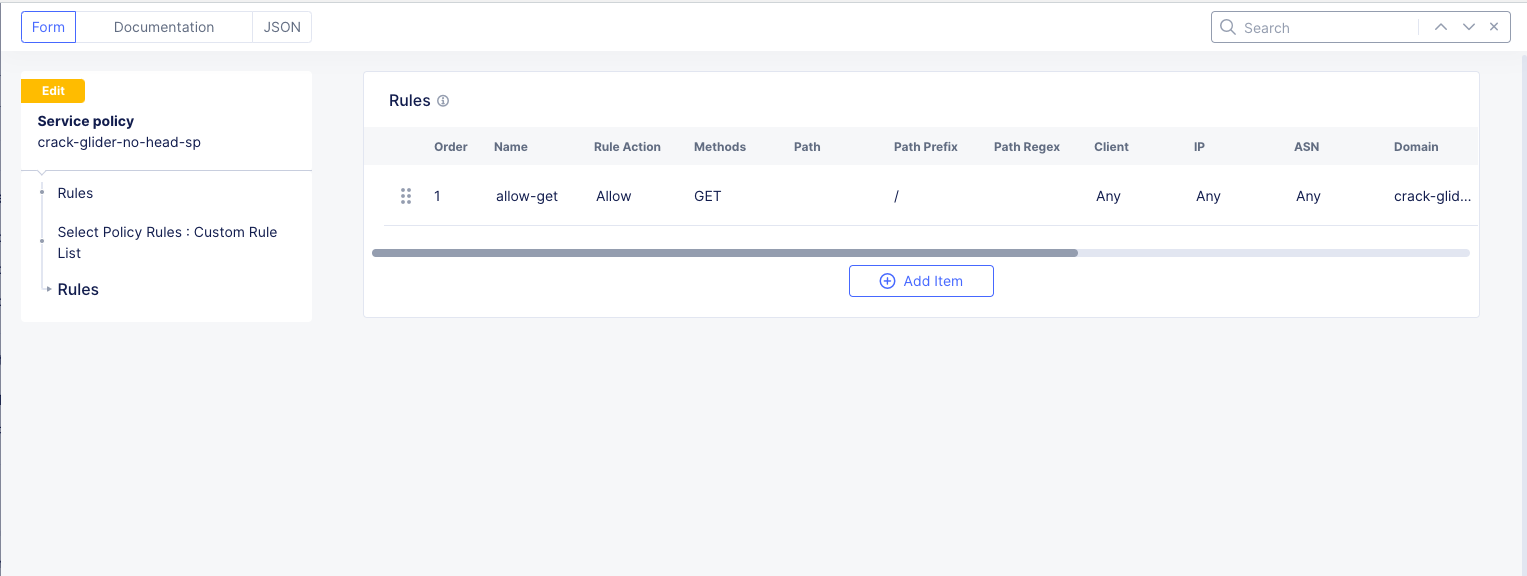 Form Documentation JSON
Search
Edit
Service policy
crack-glider-no-head-sp
Rules
Select Policy Rules : Custom Rule
List
Rules
Rules
Order Name Rule Action Methods Path Path Prefix Path Regex Client IP ASN Domain
1 allow-get Allow GET / Any Any Any crack-glid...
Add Item